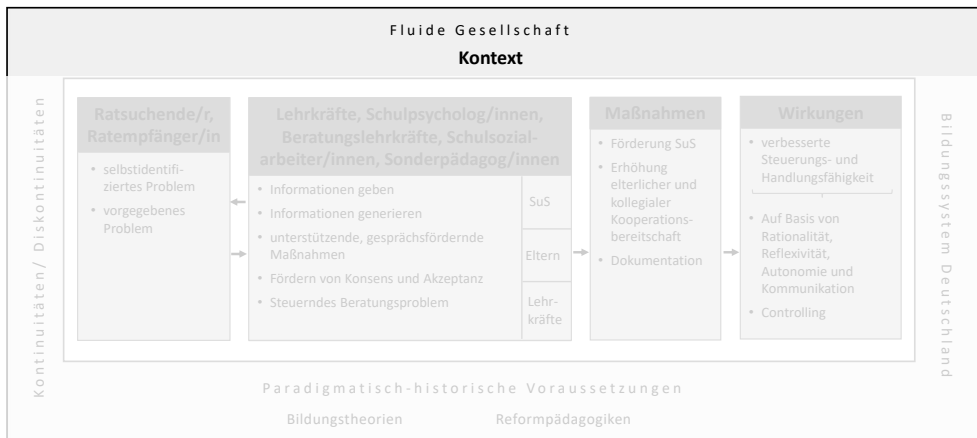 Fluide Gesellschaft
Kontext
Kontinuitäten/ Diskontinuitäten
Ratsuchende/r,
Ratempfänger/in
• selbstidentifi-
ziertes Problem
• vorgegebenes
Problem
Lehrkräfte, Schulpsycholog/innen,
Beratungslehrkräfte, Schulsozial-
arbeiter/innen, Sonderpädagog/innen
• Informationen geben
• Informationen generieren
• unterstützende, gesprächsfördernde
Maßnahmen
• Fördern von Konsens und Akzeptanz
• Steuerndes Beratungsproblem
SuS
Eltern
Lehr-
kräfte
Maßnahmen
• Förderung SuS
• Erhöhung
elterlicher und
kollegialer
Kooperations-
bereitschaft
• Dokumentation
Wirkungen
• verbesserte
Steuerungs- und
Handlungsfähigkeit
• Auf Basis von
Rationalität,
Reflexivität,
Autonomie und
Kommunikation
• Controlling
Bildungssystem Deutschland
Paradigmatisch-historische Voraussetzungen
Bildungstheorien Reformpädagogiken